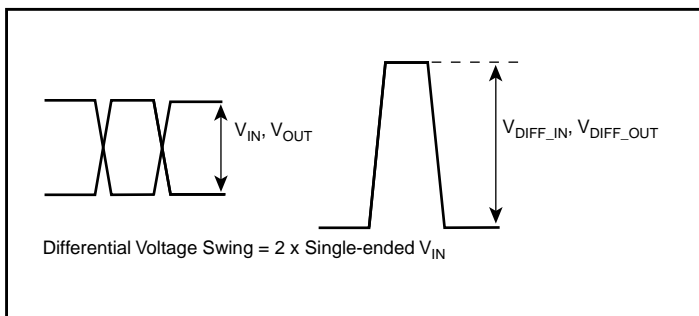 V_IN, V_OUT
V_DIFF_IN, V_DIFF_OUT
Differential Voltage Swing = 2 x Single-ended V_IN